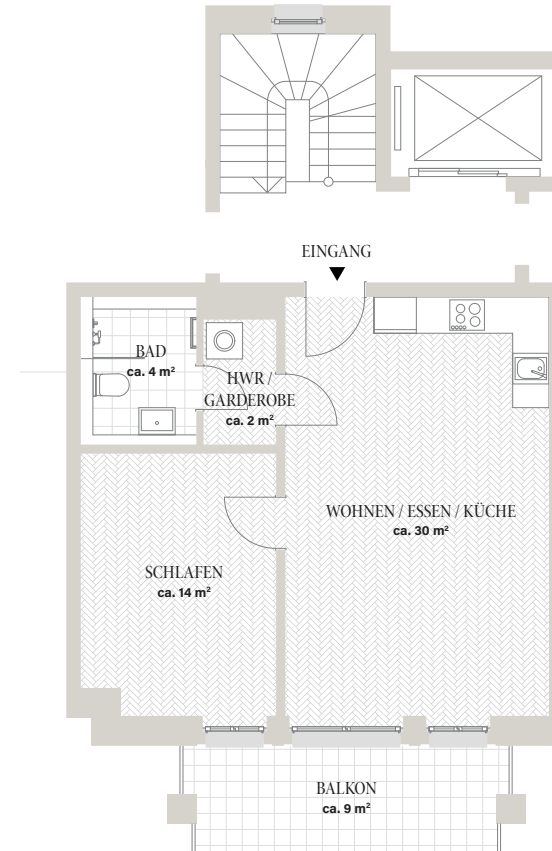 EINGANG
BAD
ca. 4 m²
HWR /
GARDEROBE
ca. 2 m²
WOHNEN / ESSEN / KÜCHE
ca. 30 m²
SCHLAFEN
ca. 14 m²
BALKON
ca. 9 m²